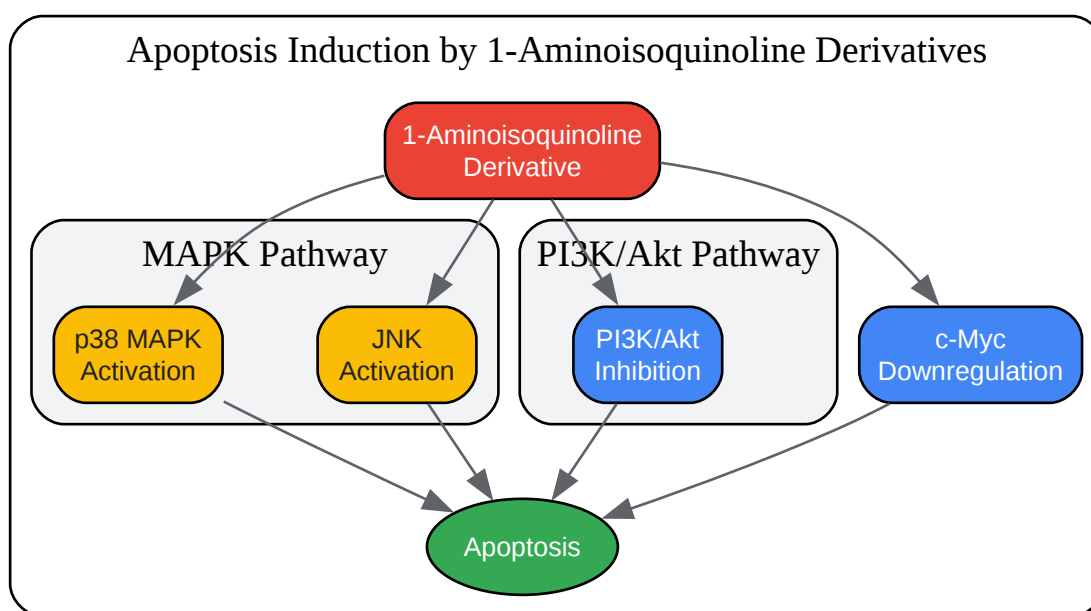 Apoptosis Induction by 1-Aminoisoquinoline Derivatives
1-Aminoisoquinoline
Derivative
MAPK Pathway
PI3K/Akt Pathway
p38 MAPK
Activation
JNK
Activation
PI3K/Akt
Inhibition
c-Myc
Downregulation
Apoptosis